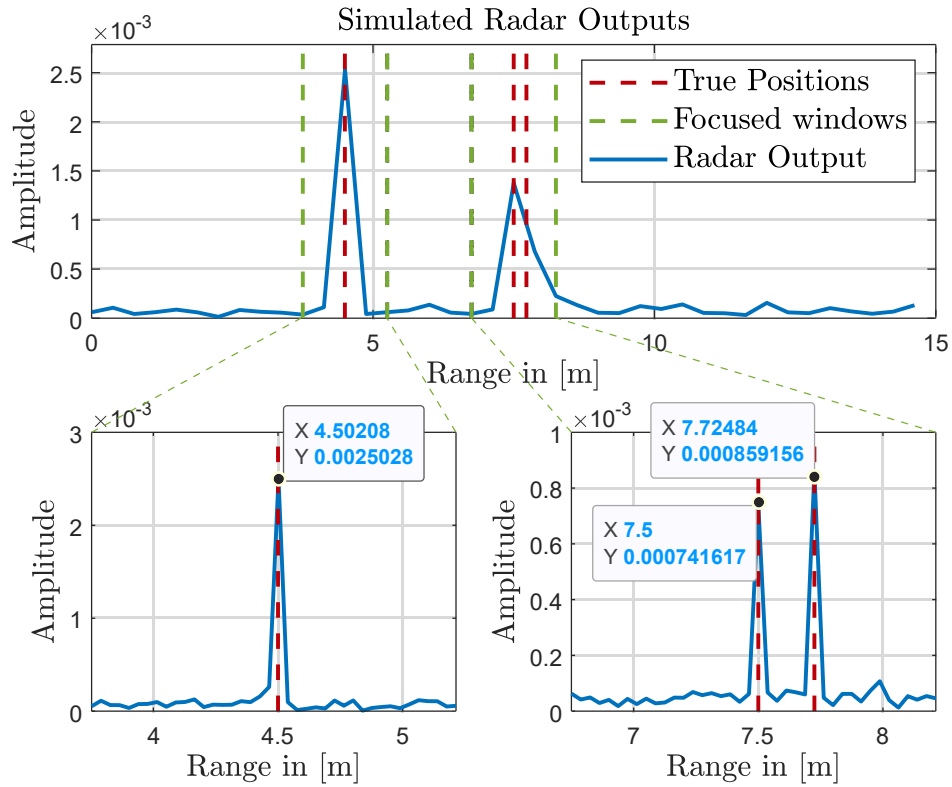 Simulated Radar Outputs
×10⁻³
2.5
2
1.5
1
0.5
0
Amplitude
True Positions
Focused windows
Radar Output
0 5 10 15
Range in [m]
×10⁻³
3
2
1
0
Amplitude
X 4.50208
Y 0.0025028
4 4.5 5
Range in [m]
×10⁻³
1
0.8
0.6
0.4
0.2
0
Amplitude
X 7.72484
Y 0.000859156
X 7.5
Y 0.000741617
7 7.5 8
Range in [m]